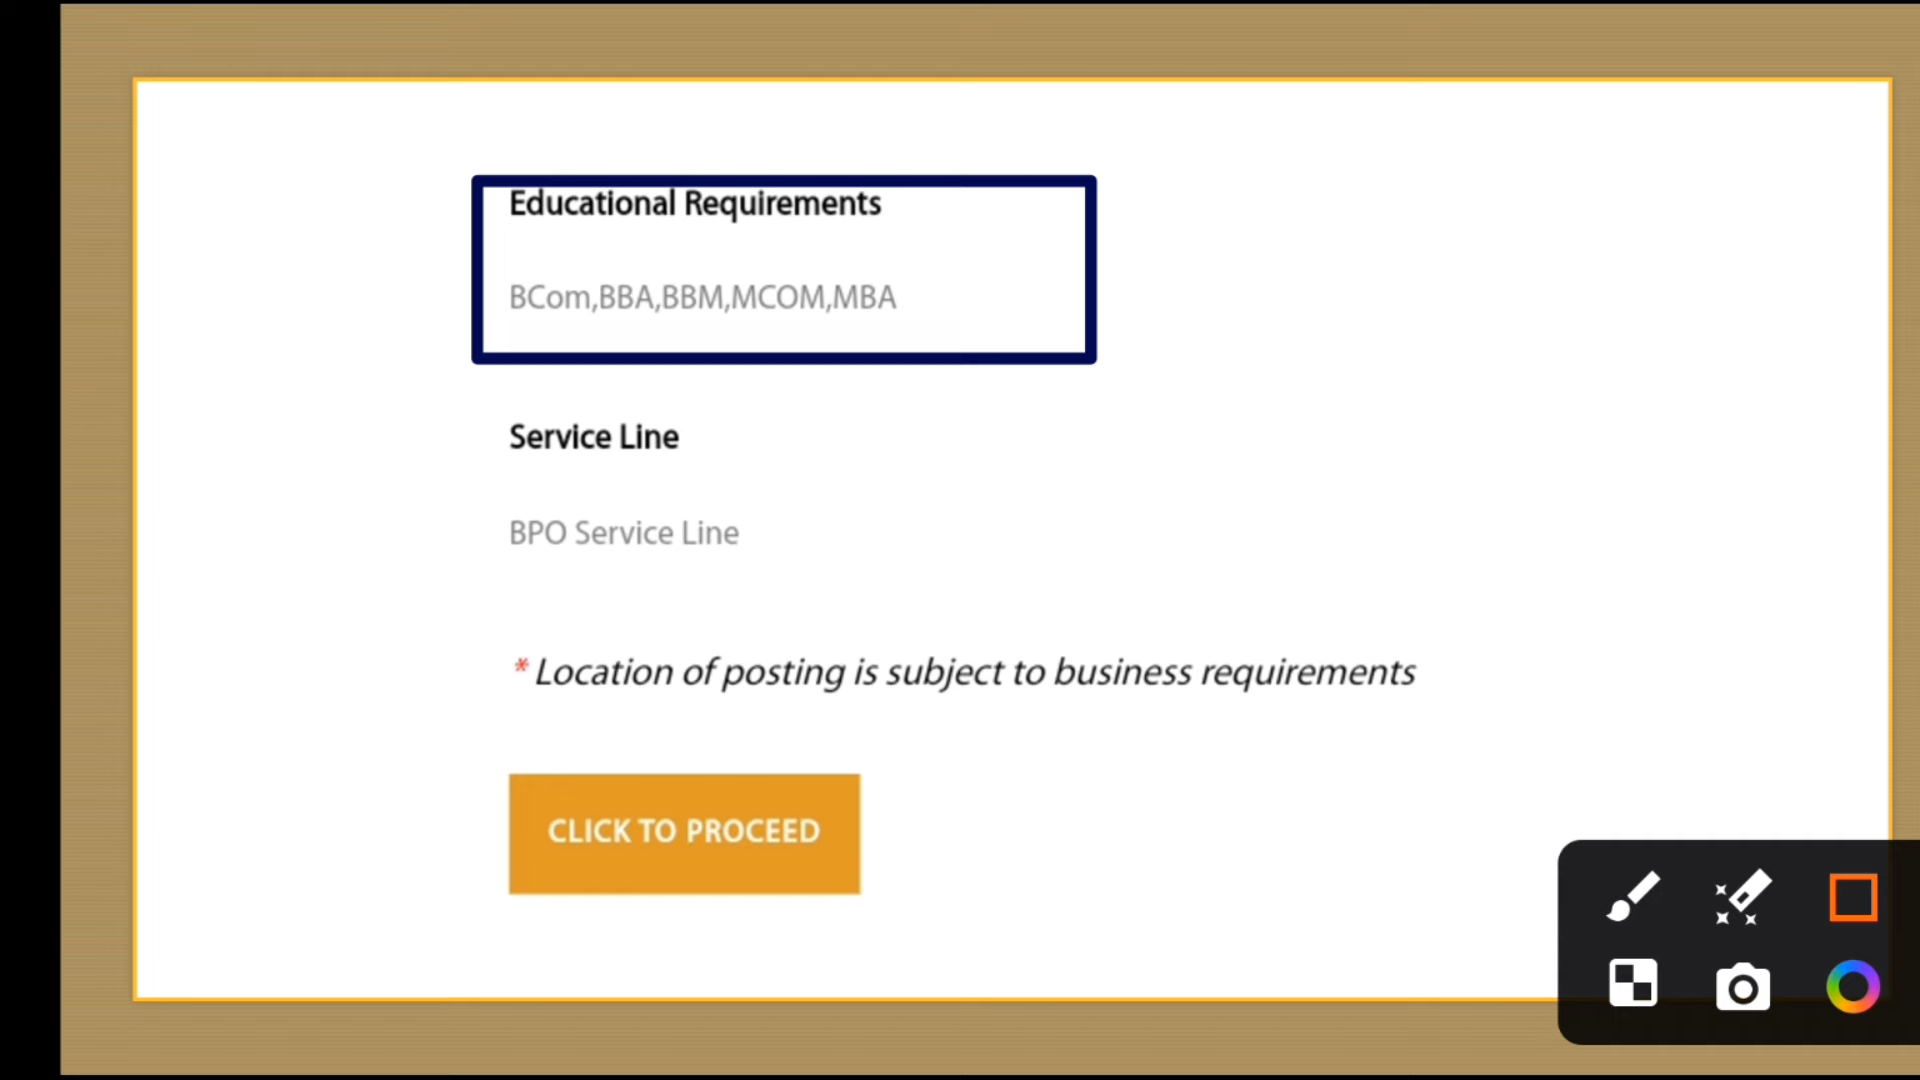 Educational Requirements
BCom,BBA,BBM,MCOM,MBA
Service Line
BPO Service Line
* Location of posting is subject to business requirements
CLICK TO PROCEED